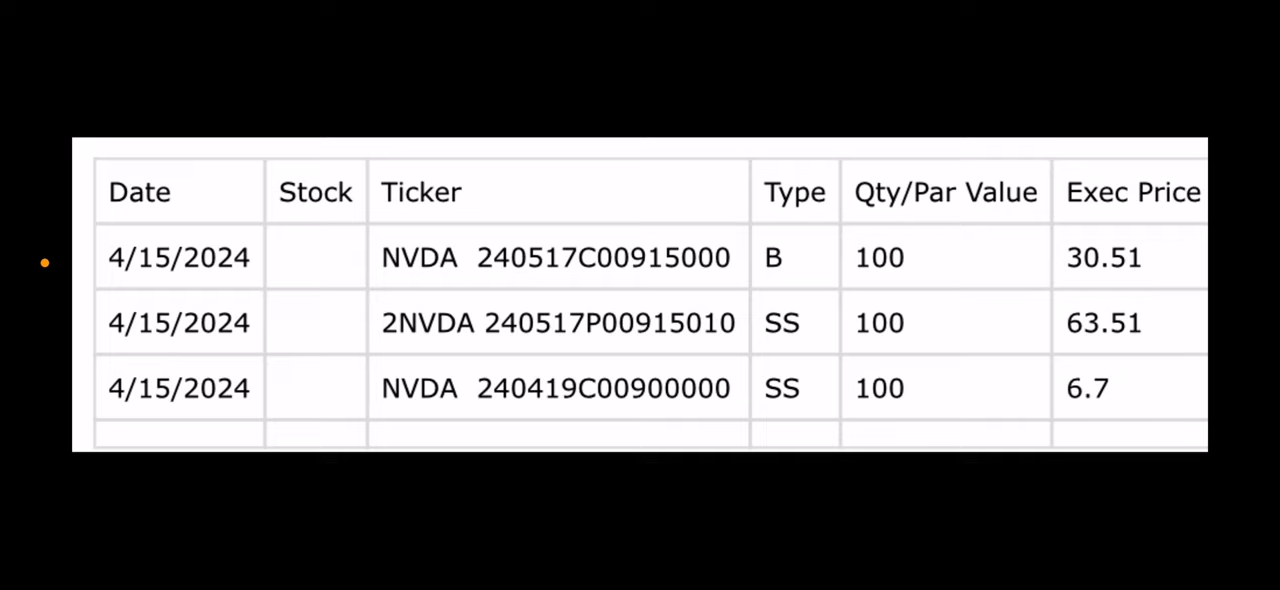 Date Stock Ticker Type Qty/Par Value Exec Price
4/15/2024 NVDA 240517C00915000 B 100 30.51
4/15/2024 2NVDA 240517P00915010 SS 100 63.51
4/15/2024 NVDA 240419C00900000 SS 100 6.7